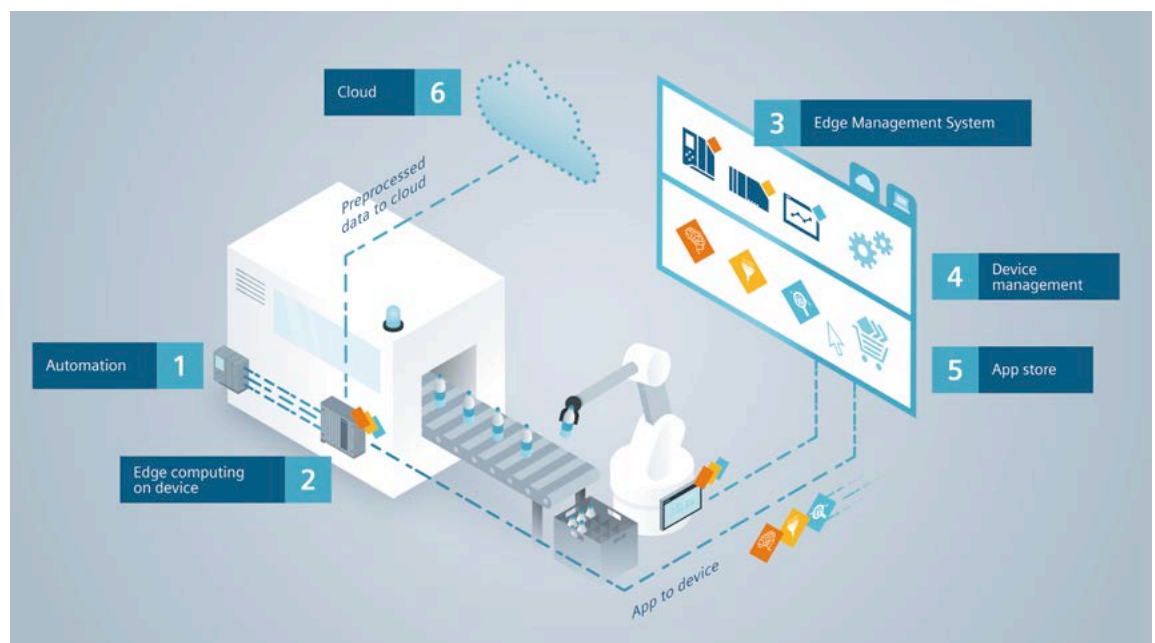 Cloud 6
3 Edge Management System
Preprocessed
data to cloud
4 Device
management
Automation 1
5 App store
Edge computing
on device 2
App to device